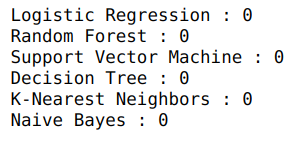 Logistic Regression : 0
Random Forest : 0
Support Vector Machine : 0
Decision Tree : 0
K-Nearest Neighbors : 0
Naive Bayes : 0